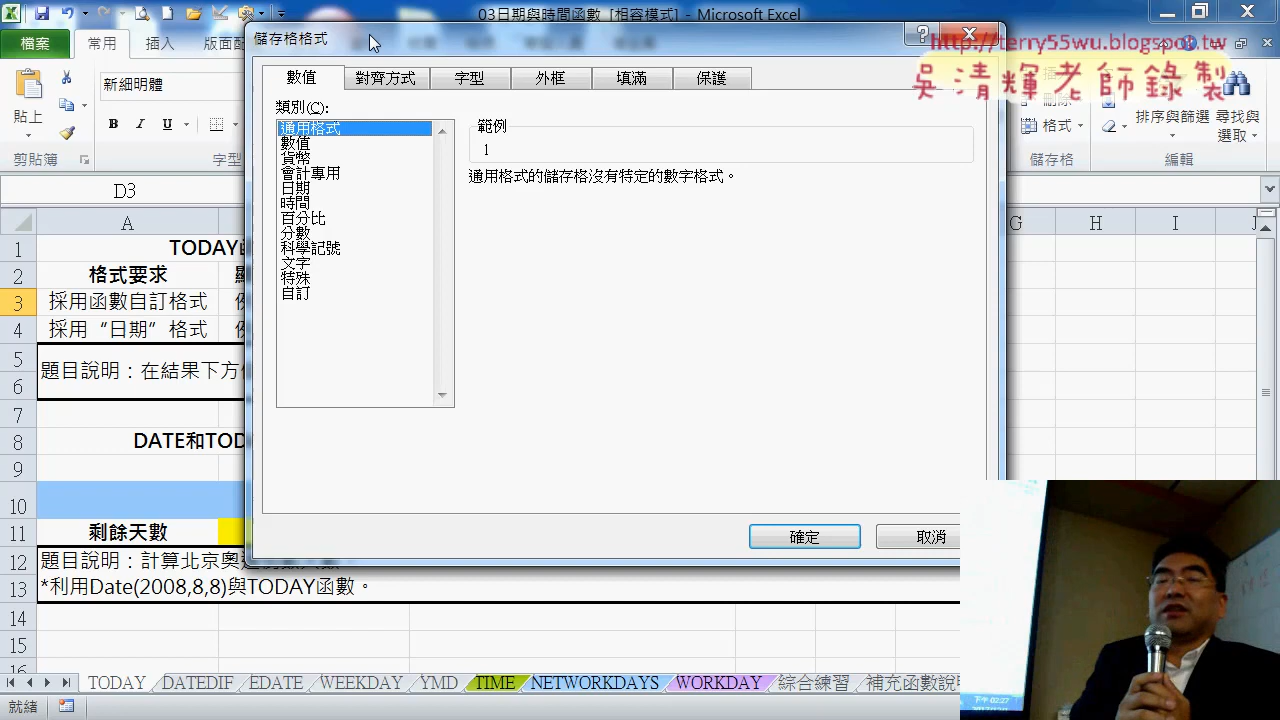 03日期與時間函數 [相容模式] - Microsoft Excel
檔案
常用
插入
儲存格格式
http://terry55wu.blogspot.tw
吳清輝老師錄製
貼上
剪貼簿
新細明體
B I U
字型
格式
儲存格
排序與篩選
尋找與
選取
編輯
數值 對齊方式 字型 外框 填滿 保護
類別(C):
通用格式
數值
貨幣
會計專用
日期
時間
百分比
分數
科學記號
文字
特殊
自訂
範例
1
通用格式的儲存格沒有特定的數字格式。
確定
取消
D3
A G H I J
1 TODAY
2 格式要求
3 採用函數自訂格式
4 採用“日期”格式
5 題目說明：在結果下方
6
7
8 DATE和TOD
9
10
11 剩餘天數
12 題目說明：計算北京奧
13 *利用Date(2008,8,8)與TODAY函數。
14
15
16
TODAY DATEDIF EDATE WEEKDAY YMD TIME NETWORKDAYS WORKDAY 綜合練習 補充函數說
就緒